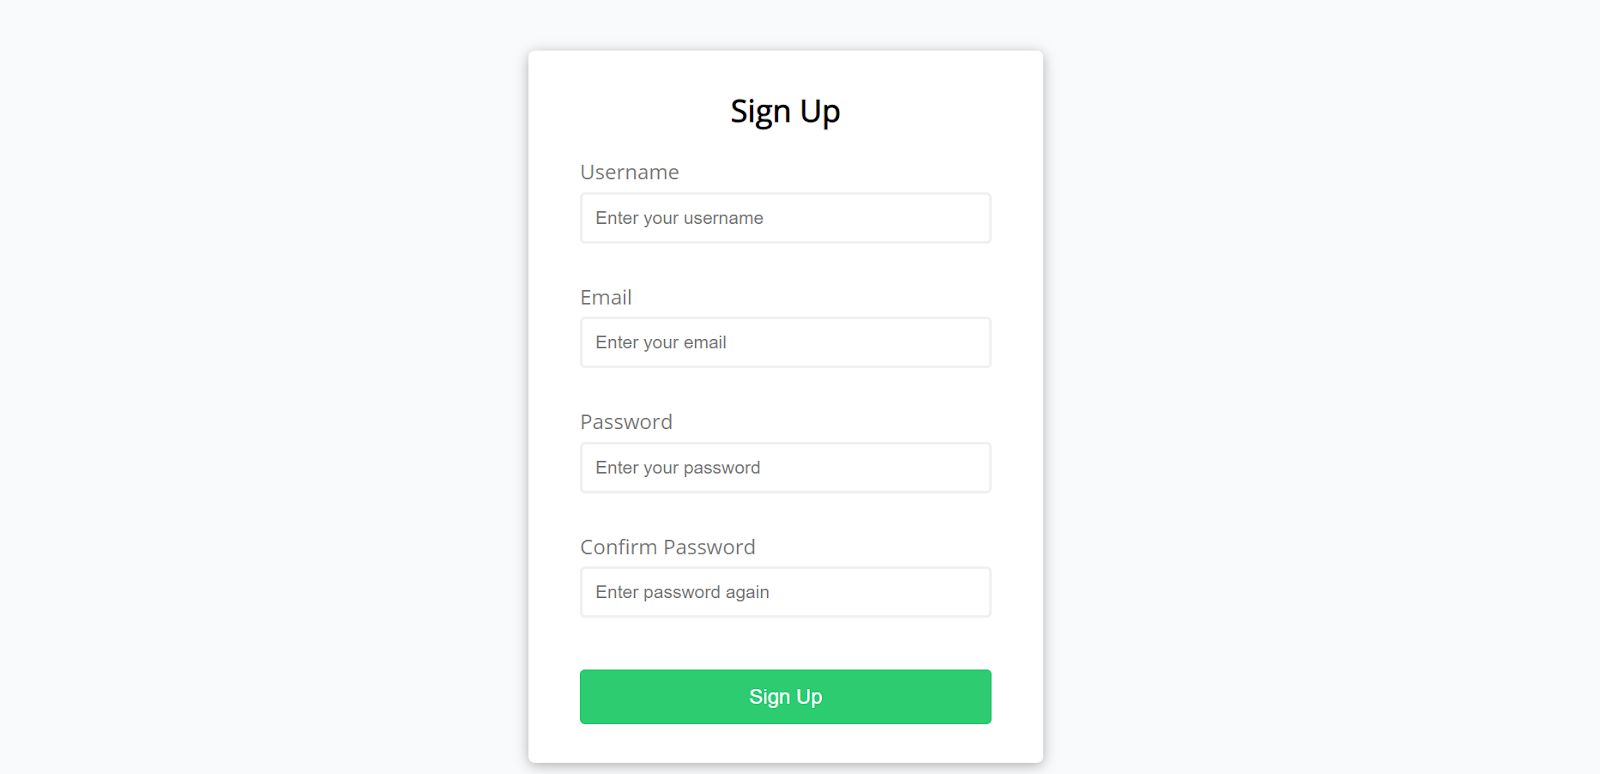 Sign Up
Username
Enter your username
Email
Enter your email
Password
Enter your password
Confirm Password
Enter password again
Sign Up